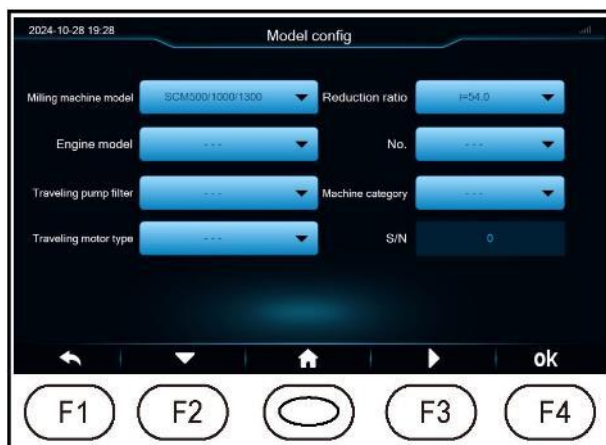 2024-10-28 19:28
Model config
Milling machine model SCM500/1000/1300 Reduction ratio i=54.0
Engine model --- No. ---
Traveling pump filter --- Machine category ---
Traveling motor type --- S/N 0
ok
F1 F2 F3 F4